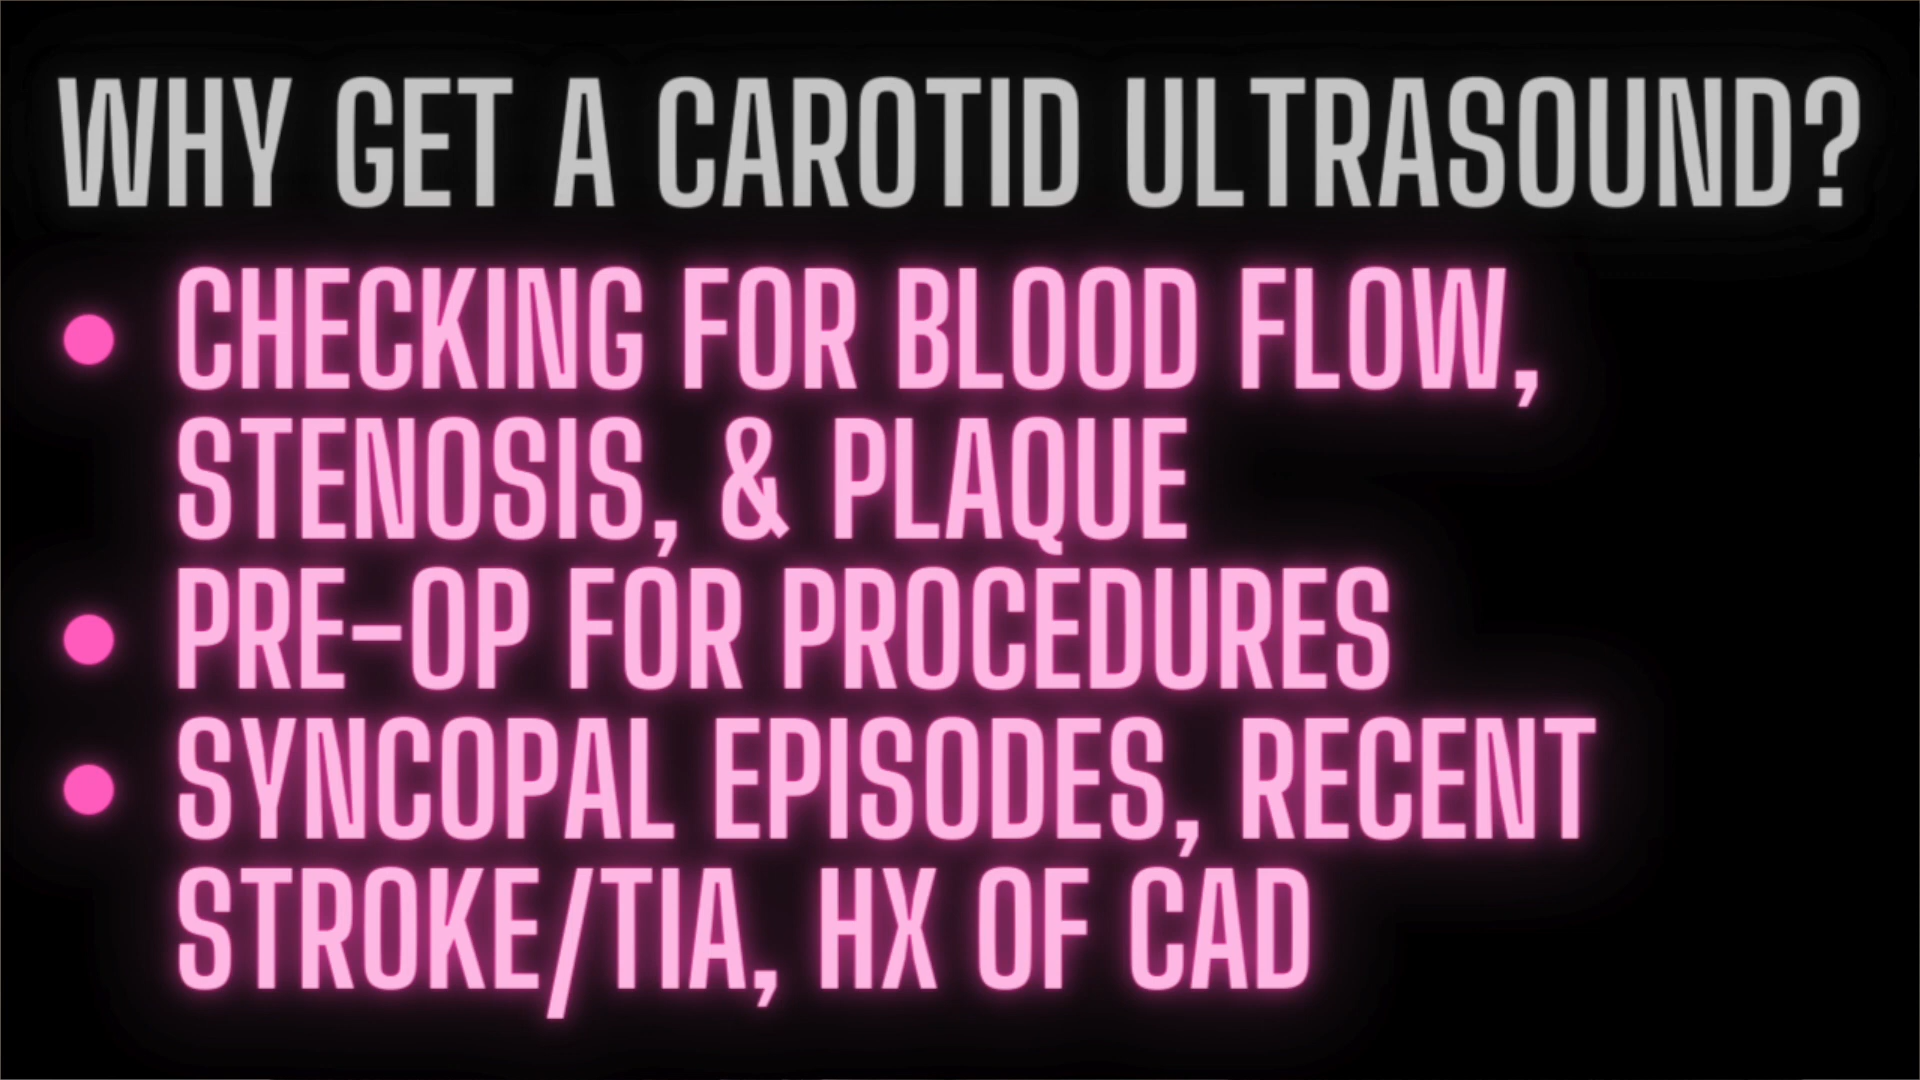 WHY GET A CAROTID ULTRASOUND?
• CHECKING FOR BLOOD FLOW,
STENOSIS, & PLAQUE
• PRE-OP FOR PROCEDURES
• SYNCOPAL EPISODES, RECENT
STROKE/TIA, HX OF CAD